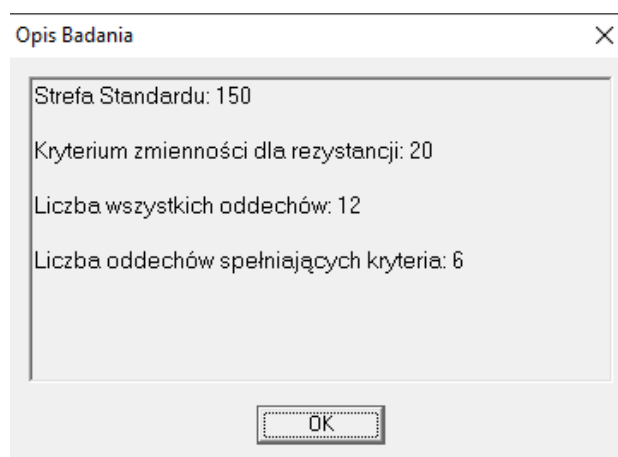 Opis Badania
Strefa Standardu: 150
Kryterium zmienności dla rezystancji: 20
Liczba wszystkich oddechów: 12
Liczba oddechów spełniających kryteria: 6
OK